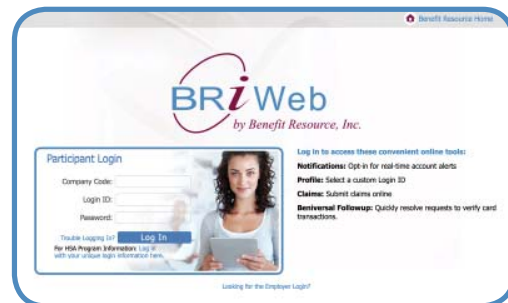 Benefit Resource Home
BRiWeb
by Benefit Resource, Inc.
Participant Login
Company Code:
Login ID:
Password:
Trouble Logging In?
Log In
For HSA Program Information: Log in
with your unique login information here.
Log in to access these convenient online tools:
Notifications: Opt-in for real-time account alerts
Profile: Select a custom Login ID
Claims: Submit claims online
Beniversal Followup: Quickly resolve requests to verify card
transactions.
Looking for the Employer Login?